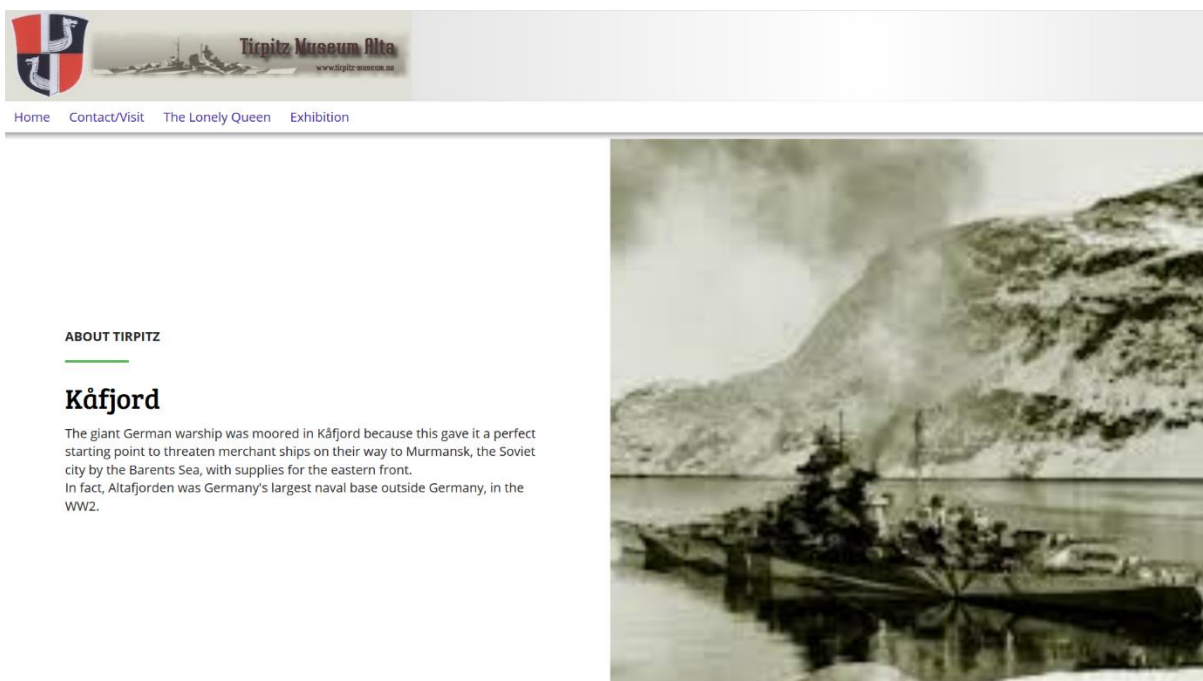 Tirpitz Museum Alta
www.tirpitz-museum.no
Home Contact/Visit The Lonely Queen Exhibition
ABOUT TIRPITZ
Kåfjord
The giant German warship was moored in Kåfjord because this gave it a perfect
starting point to threaten merchant ships on their way to Murmansk, the Soviet
city by the Barents Sea, with supplies for the eastern front.
In fact, Altafjorden was Germany's largest naval base outside Germany, in the
WW2.